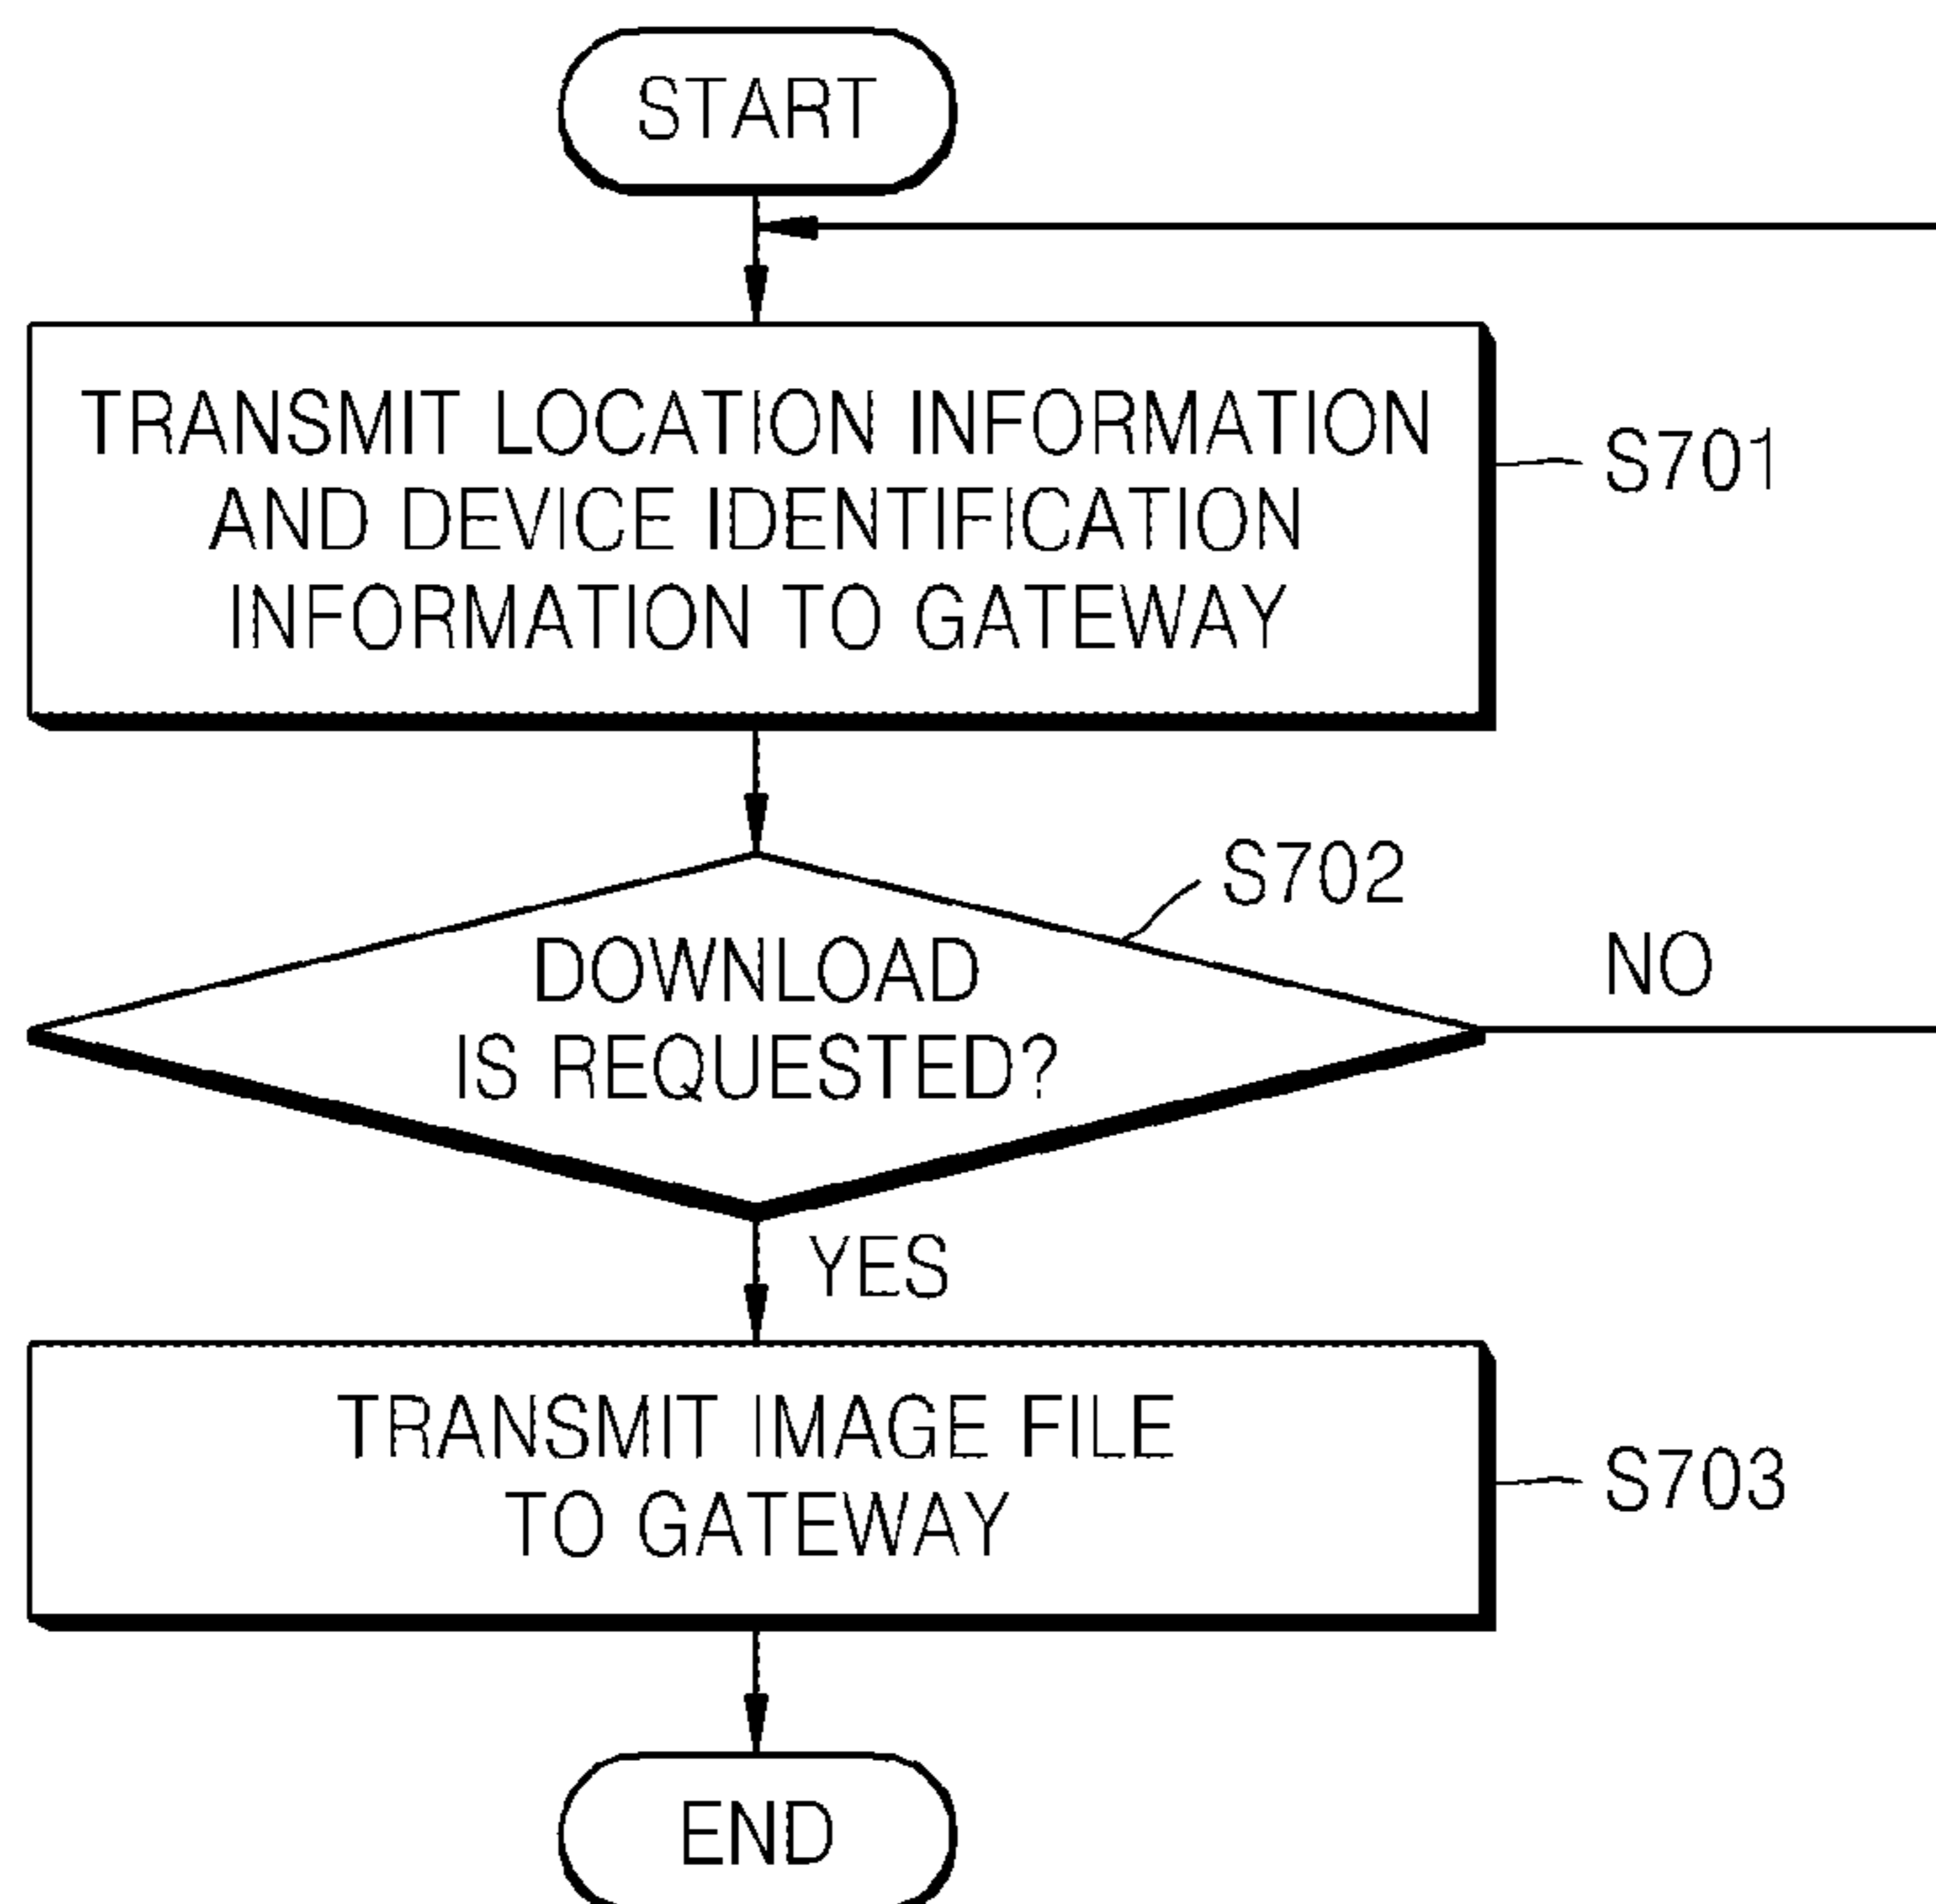 START
TRANSMIT LOCATION INFORMATION
AND DEVICE IDENTIFICATION
INFORMATION TO GATEWAY
S701
S702
DOWNLOAD
IS REQUESTED?
NO
YES
TRANSMIT IMAGE FILE
TO GATEWAY
S703
END